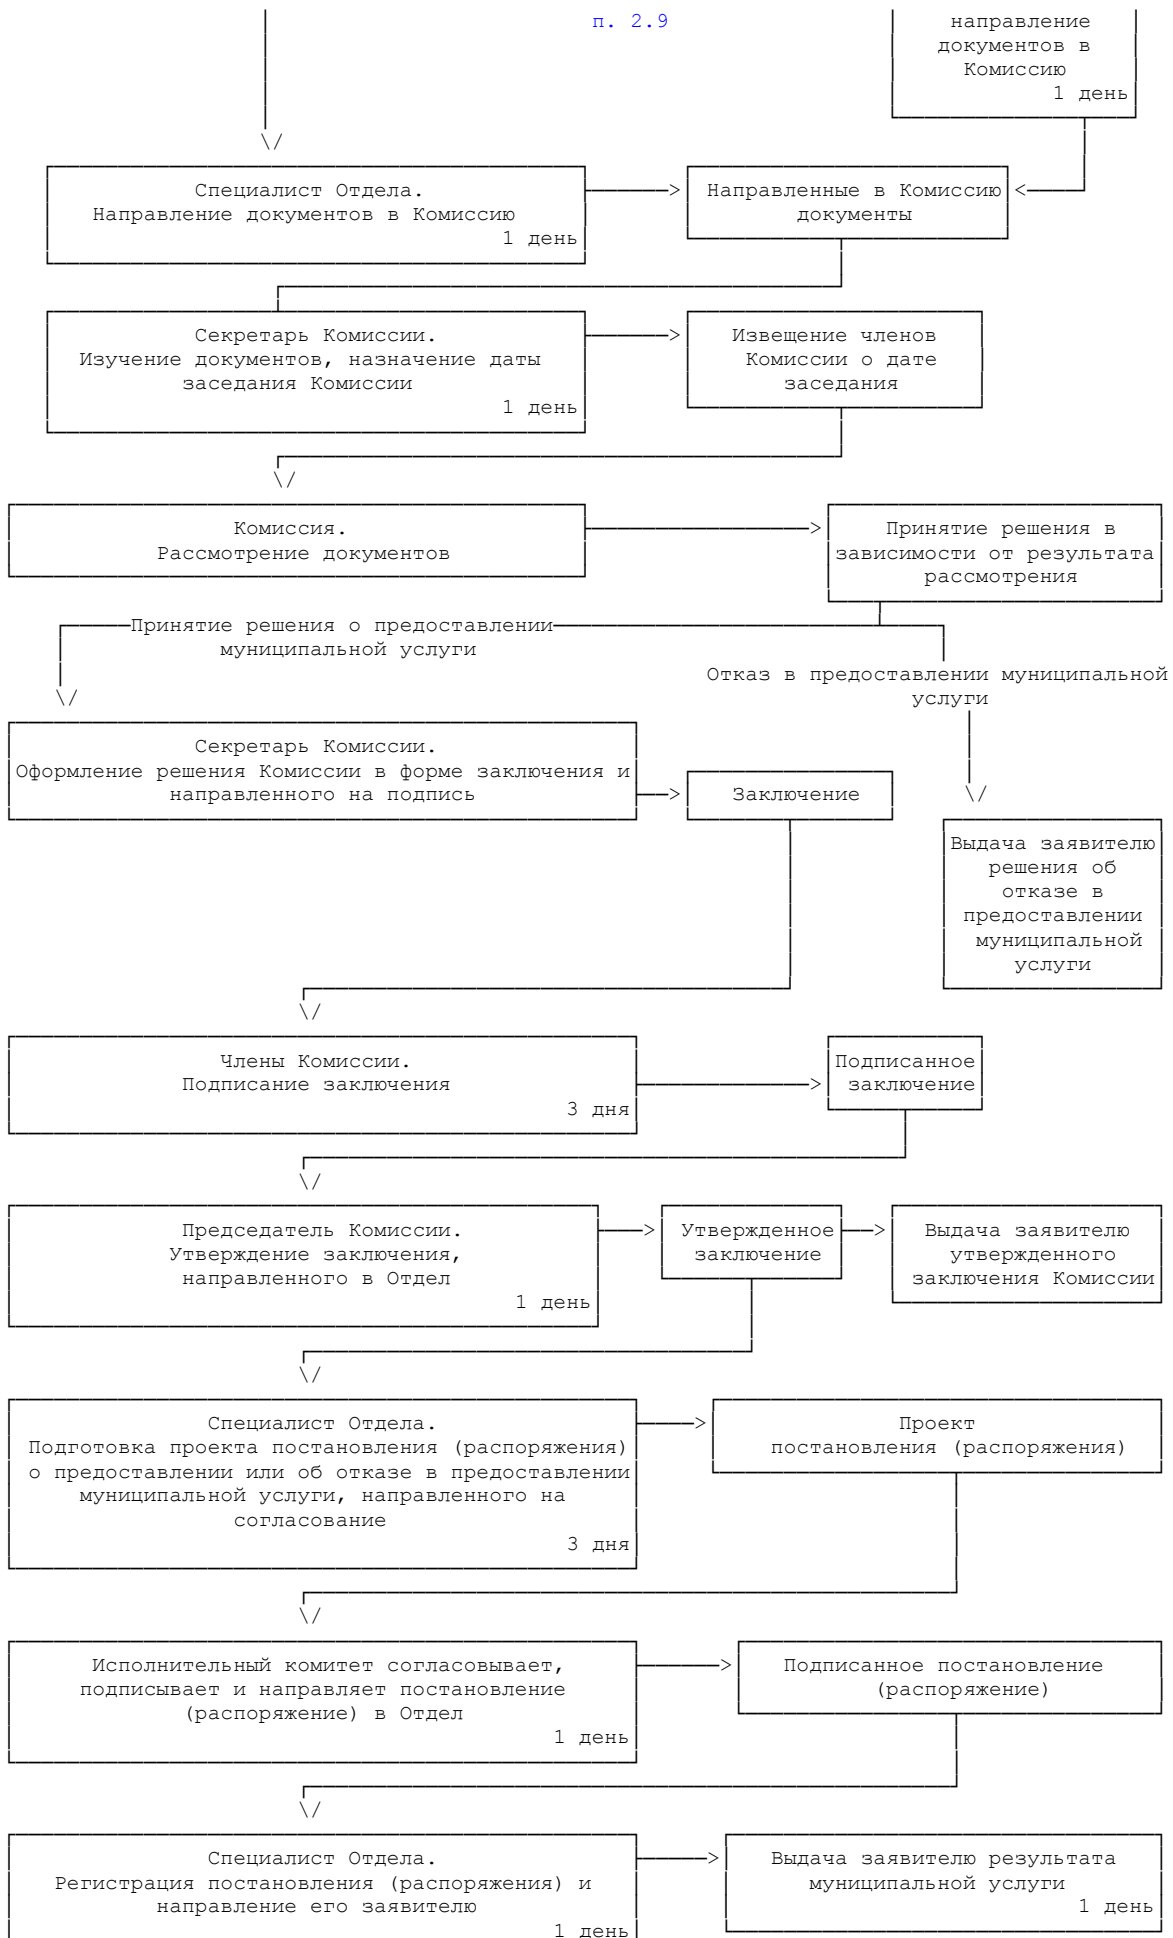 п. 2.9
направление
документов в
Комиссию
1 день
Специалист Отдела.
Направление документов в Комиссию
1 день
Направленные в Комиссию
документы
Секретарь Комиссии.
Изучение документов, назначение даты
заседания Комиссии
1 день
Извещение членов
Комиссии о дате
заседания
Комиссия.
Рассмотрение документов
Принятие решения в
зависимости от результата
рассмотрения
Принятие решения о предоставлении
муниципальной услуги
Отказ в предоставлении муниципальной
услуги
Секретарь Комиссии.
Оформление решения Комиссии в форме заключения и
направленного на подпись
Заключение
Выдача заявителю
решения об
отказе в
предоставлении
муниципальной
услуги
Члены Комиссии.
Подписание заключения
3 дня
Подписанное
заключение
Председатель Комиссии.
Утверждение заключения,
направленного в Отдел
1 день
Утвержденное
заключение
Выдача заявителю
утвержденного
заключения Комиссии
Специалист Отдела.
Подготовка проекта постановления (распоряжения)
о предоставлении или об отказе в предоставлении
муниципальной услуги, направленного на
согласование
3 дня
Проект
постановления (распоряжения)
Исполнительный комитет согласовывает,
подписывает и направляет постановление
(распоряжение) в Отдел
1 день
Подписанное постановление
(распоряжение)
Специалист Отдела.
Регистрация постановления (распоряжения) и
направление его заявителю
1 день
Выдача заявителю результата
муниципальной услуги
1 день